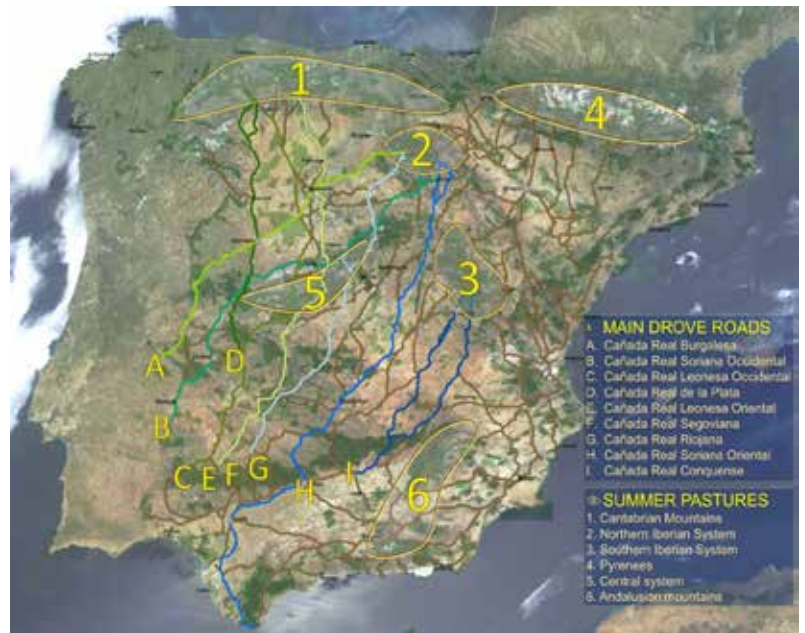 1
4
2
3
5
A
D
B
C
E
F
G
H
I
6
MAIN DROVE ROADS
A. Cañada Real Burgalesa
B. Cañada Real Soriana Occidental
C. Cañada Real Leonesa Occidental
D. Cañada Real de la Plata
E. Cañada Real Leonesa Oriental
F. Cañada Real Segoviana
G. Cañada Real Riojana
H. Cañada Real Soriana Oriental
I. Cañada Real Conquense
SUMMER PASTURES
1. Cantabrian Mountains
2. Northern Iberian System
3. Southern Iberian System
4. Pyrenees
5. Central system
6. Andalusian mountains